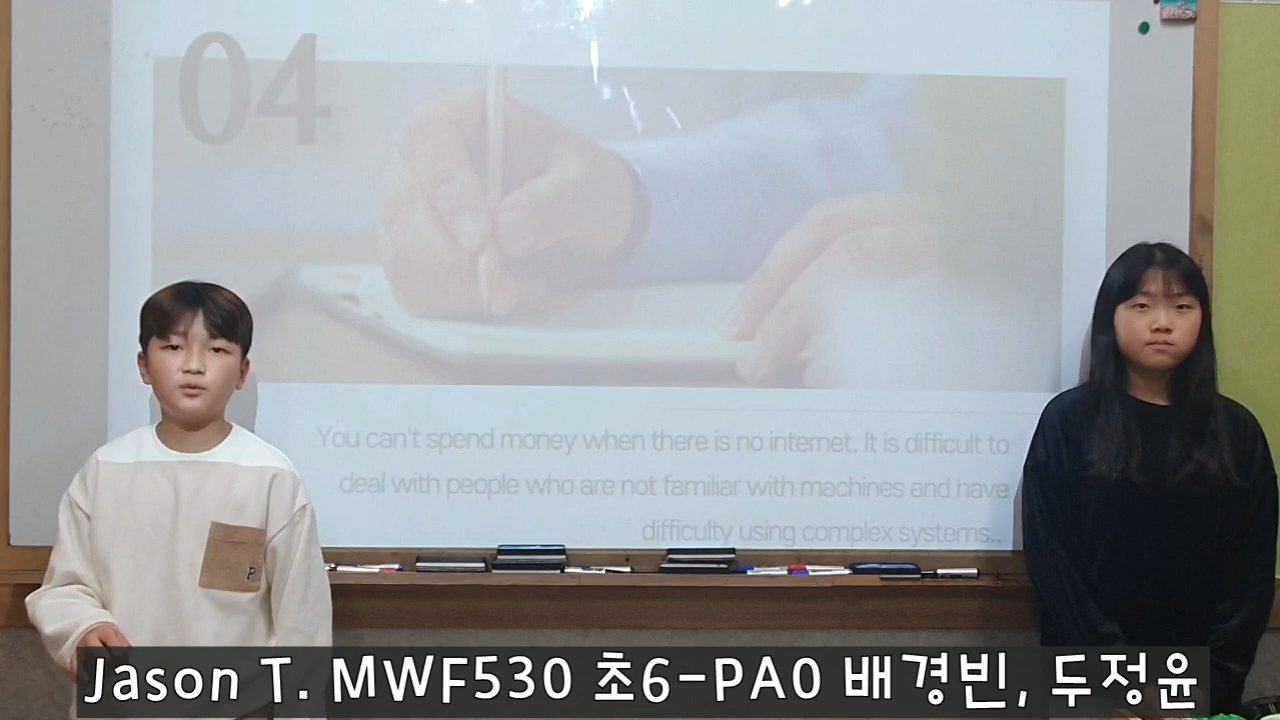 04
You can't spend money when there is no internet. It is difficult to
deal with people who are not familiar with machines and have
difficulty using complex systems..
P
Jason T. MWF530 초6-PA0 배경빈, 두정윤